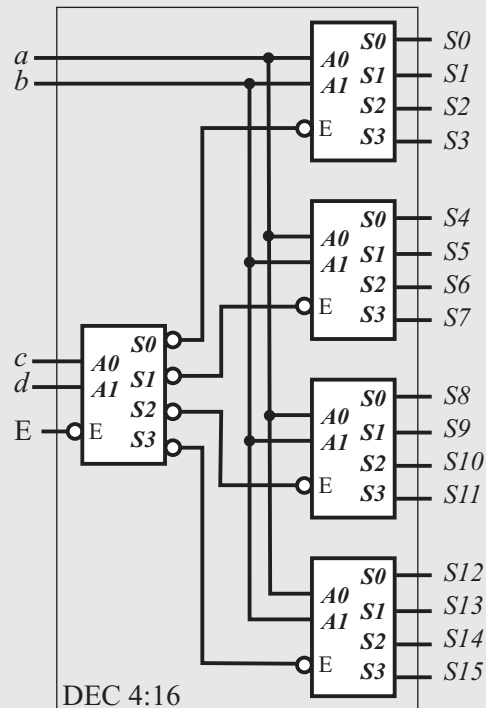 a
b
A0
A1
E
S0
S1
S2
S3
S0
S1
S2
S3
A0
A1
E
S0
S1
S2
S3
S4
S5
S6
S7
c
d
E
A0
A1
E
S0
S1
S2
S3
A0
A1
E
S0
S1
S2
S3
S8
S9
S10
S11
A0
A1
E
S0
S1
S2
S3
S12
S13
S14
S15
DEC 4:16